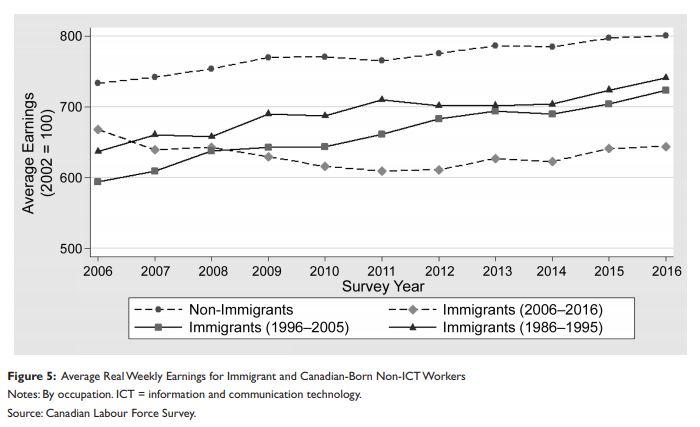 800
700
600
500
Average Earnings
(2002 = 100)
2006 2007 2008 2009 2010 2011 2012 2013 2014 2015 2016
Survey Year
Non-Immigrants Immigrants (2006–2016)
Immigrants (1996–2005) Immigrants (1986–1995)
Figure 5: Average Real Weekly Earnings for Immigrant and Canadian-Born Non-ICT Workers
Notes: By occupation. ICT = information and communication technology.
Source: Canadian Labour Force Survey.